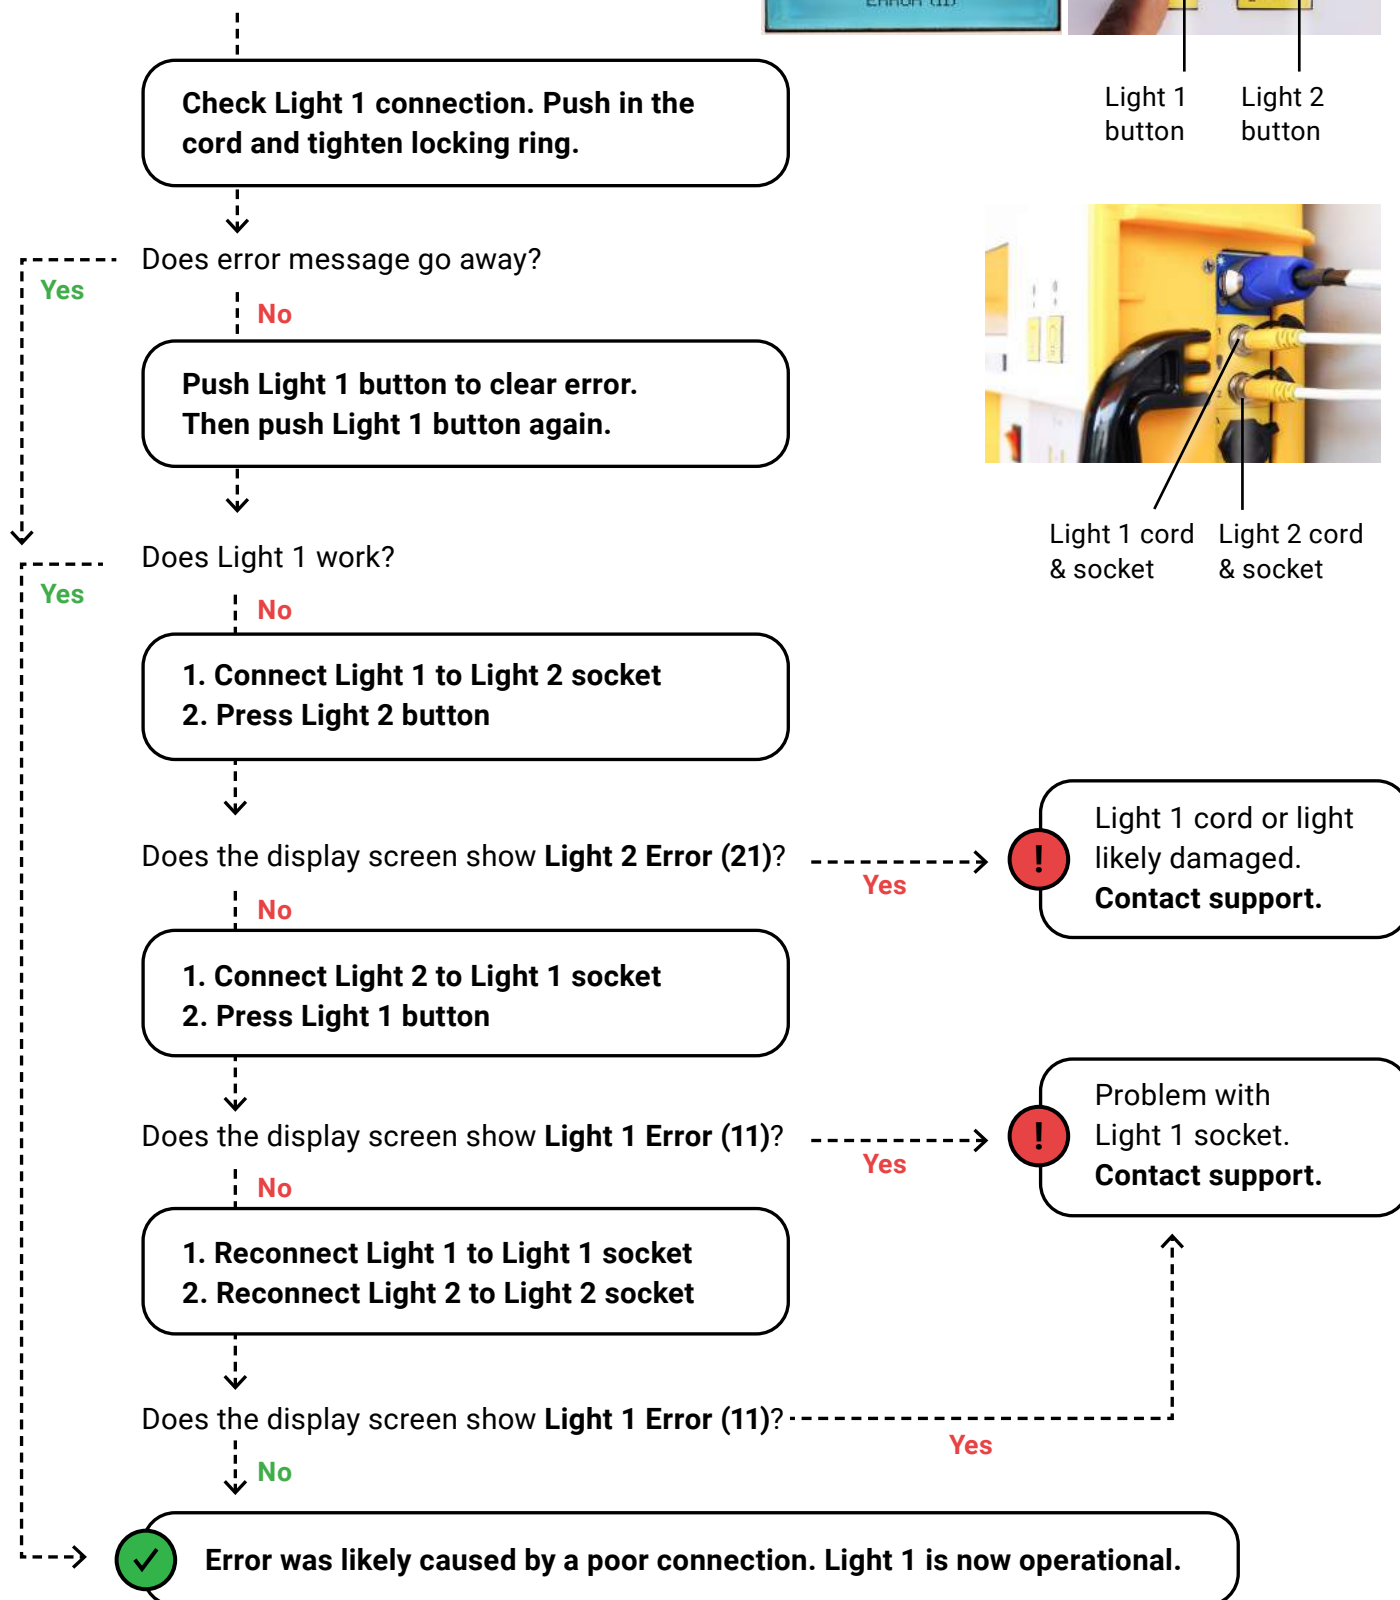 ERROR (11)
Light 1
button
Light 2
button
Check Light 1 connection. Push in the
cord and tighten locking ring.
Does error message go away?
Yes
No
Push Light 1 button to clear error.
Then push Light 1 button again.
Light 1 cord
& socket
Light 2 cord
& socket
Does Light 1 work?
Yes
No
1. Connect Light 1 to Light 2 socket
2. Press Light 2 button
Does the display screen show Light 2 Error (21)?
Yes
Light 1 cord or light
likely damaged.
Contact support.
No
1. Connect Light 2 to Light 1 socket
2. Press Light 1 button
Does the display screen show Light 1 Error (11)?
Yes
Problem with
Light 1 socket.
Contact support.
No
1. Reconnect Light 1 to Light 1 socket
2. Reconnect Light 2 to Light 2 socket
Does the display screen show Light 1 Error (11)?
Yes
No
Error was likely caused by a poor connection. Light 1 is now operational.